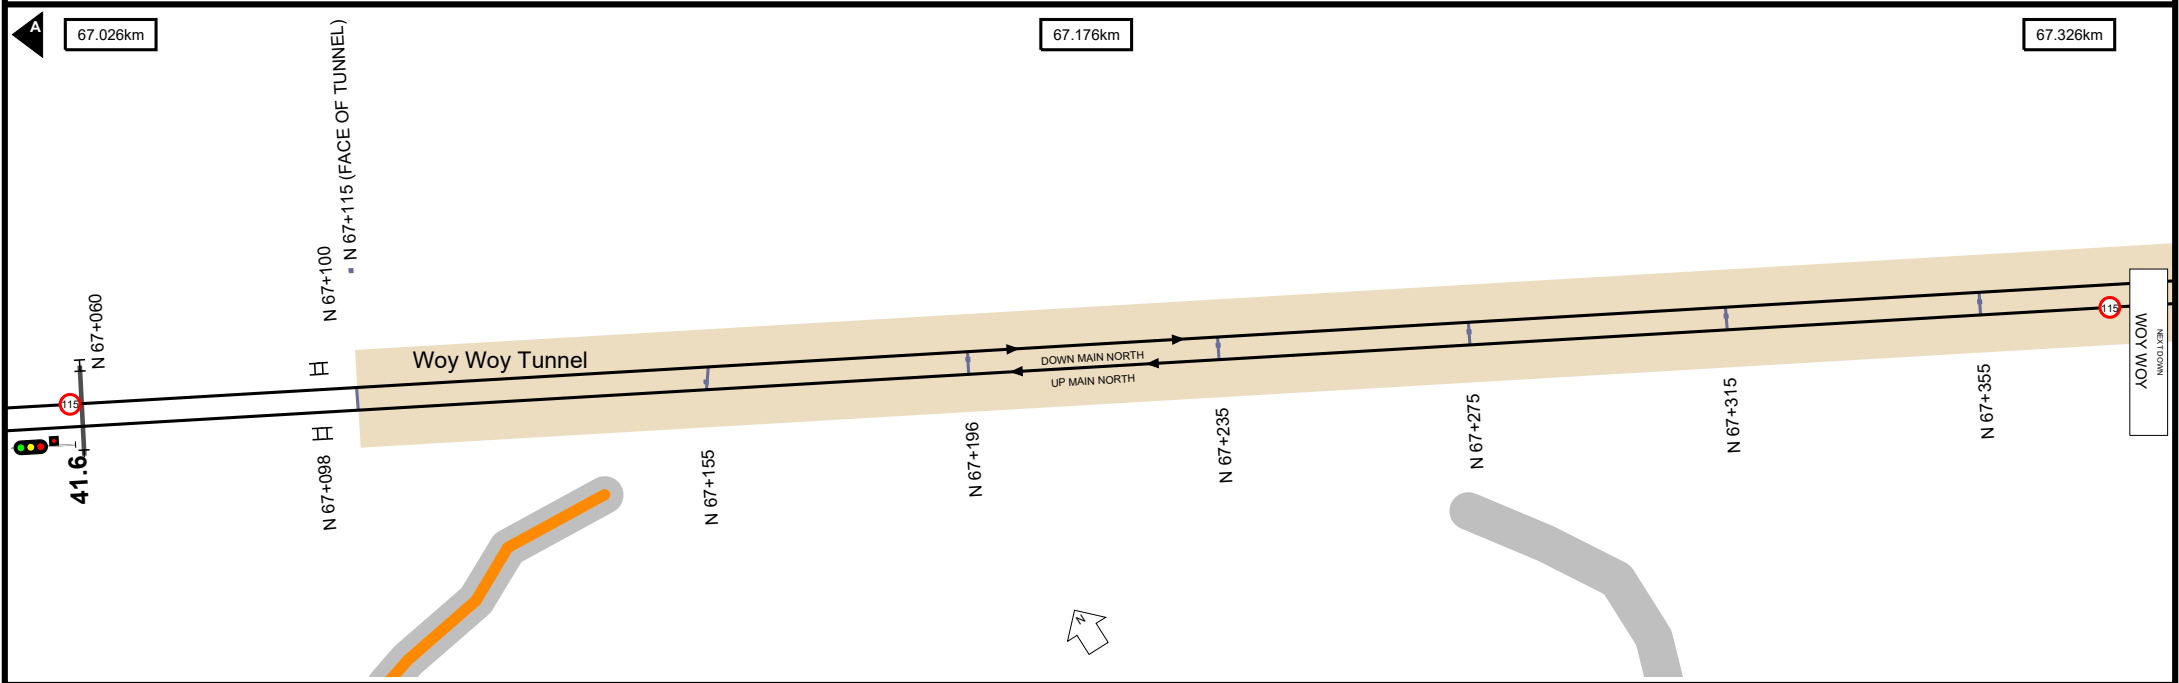 A
67.026km
67.176km
67.326km
N 67+115 (FACE OF TUNNEL)
N 67+100
N 67+060
Woy Woy Tunnel
DOWN MAIN NORTH
UP MAIN NORTH
115
115
WOY WOY
NEXT DOWN
41.6
N 67+098
N 67+155
N 67+196
N 67+235
N 67+275
N 67+315
N 67+355
N